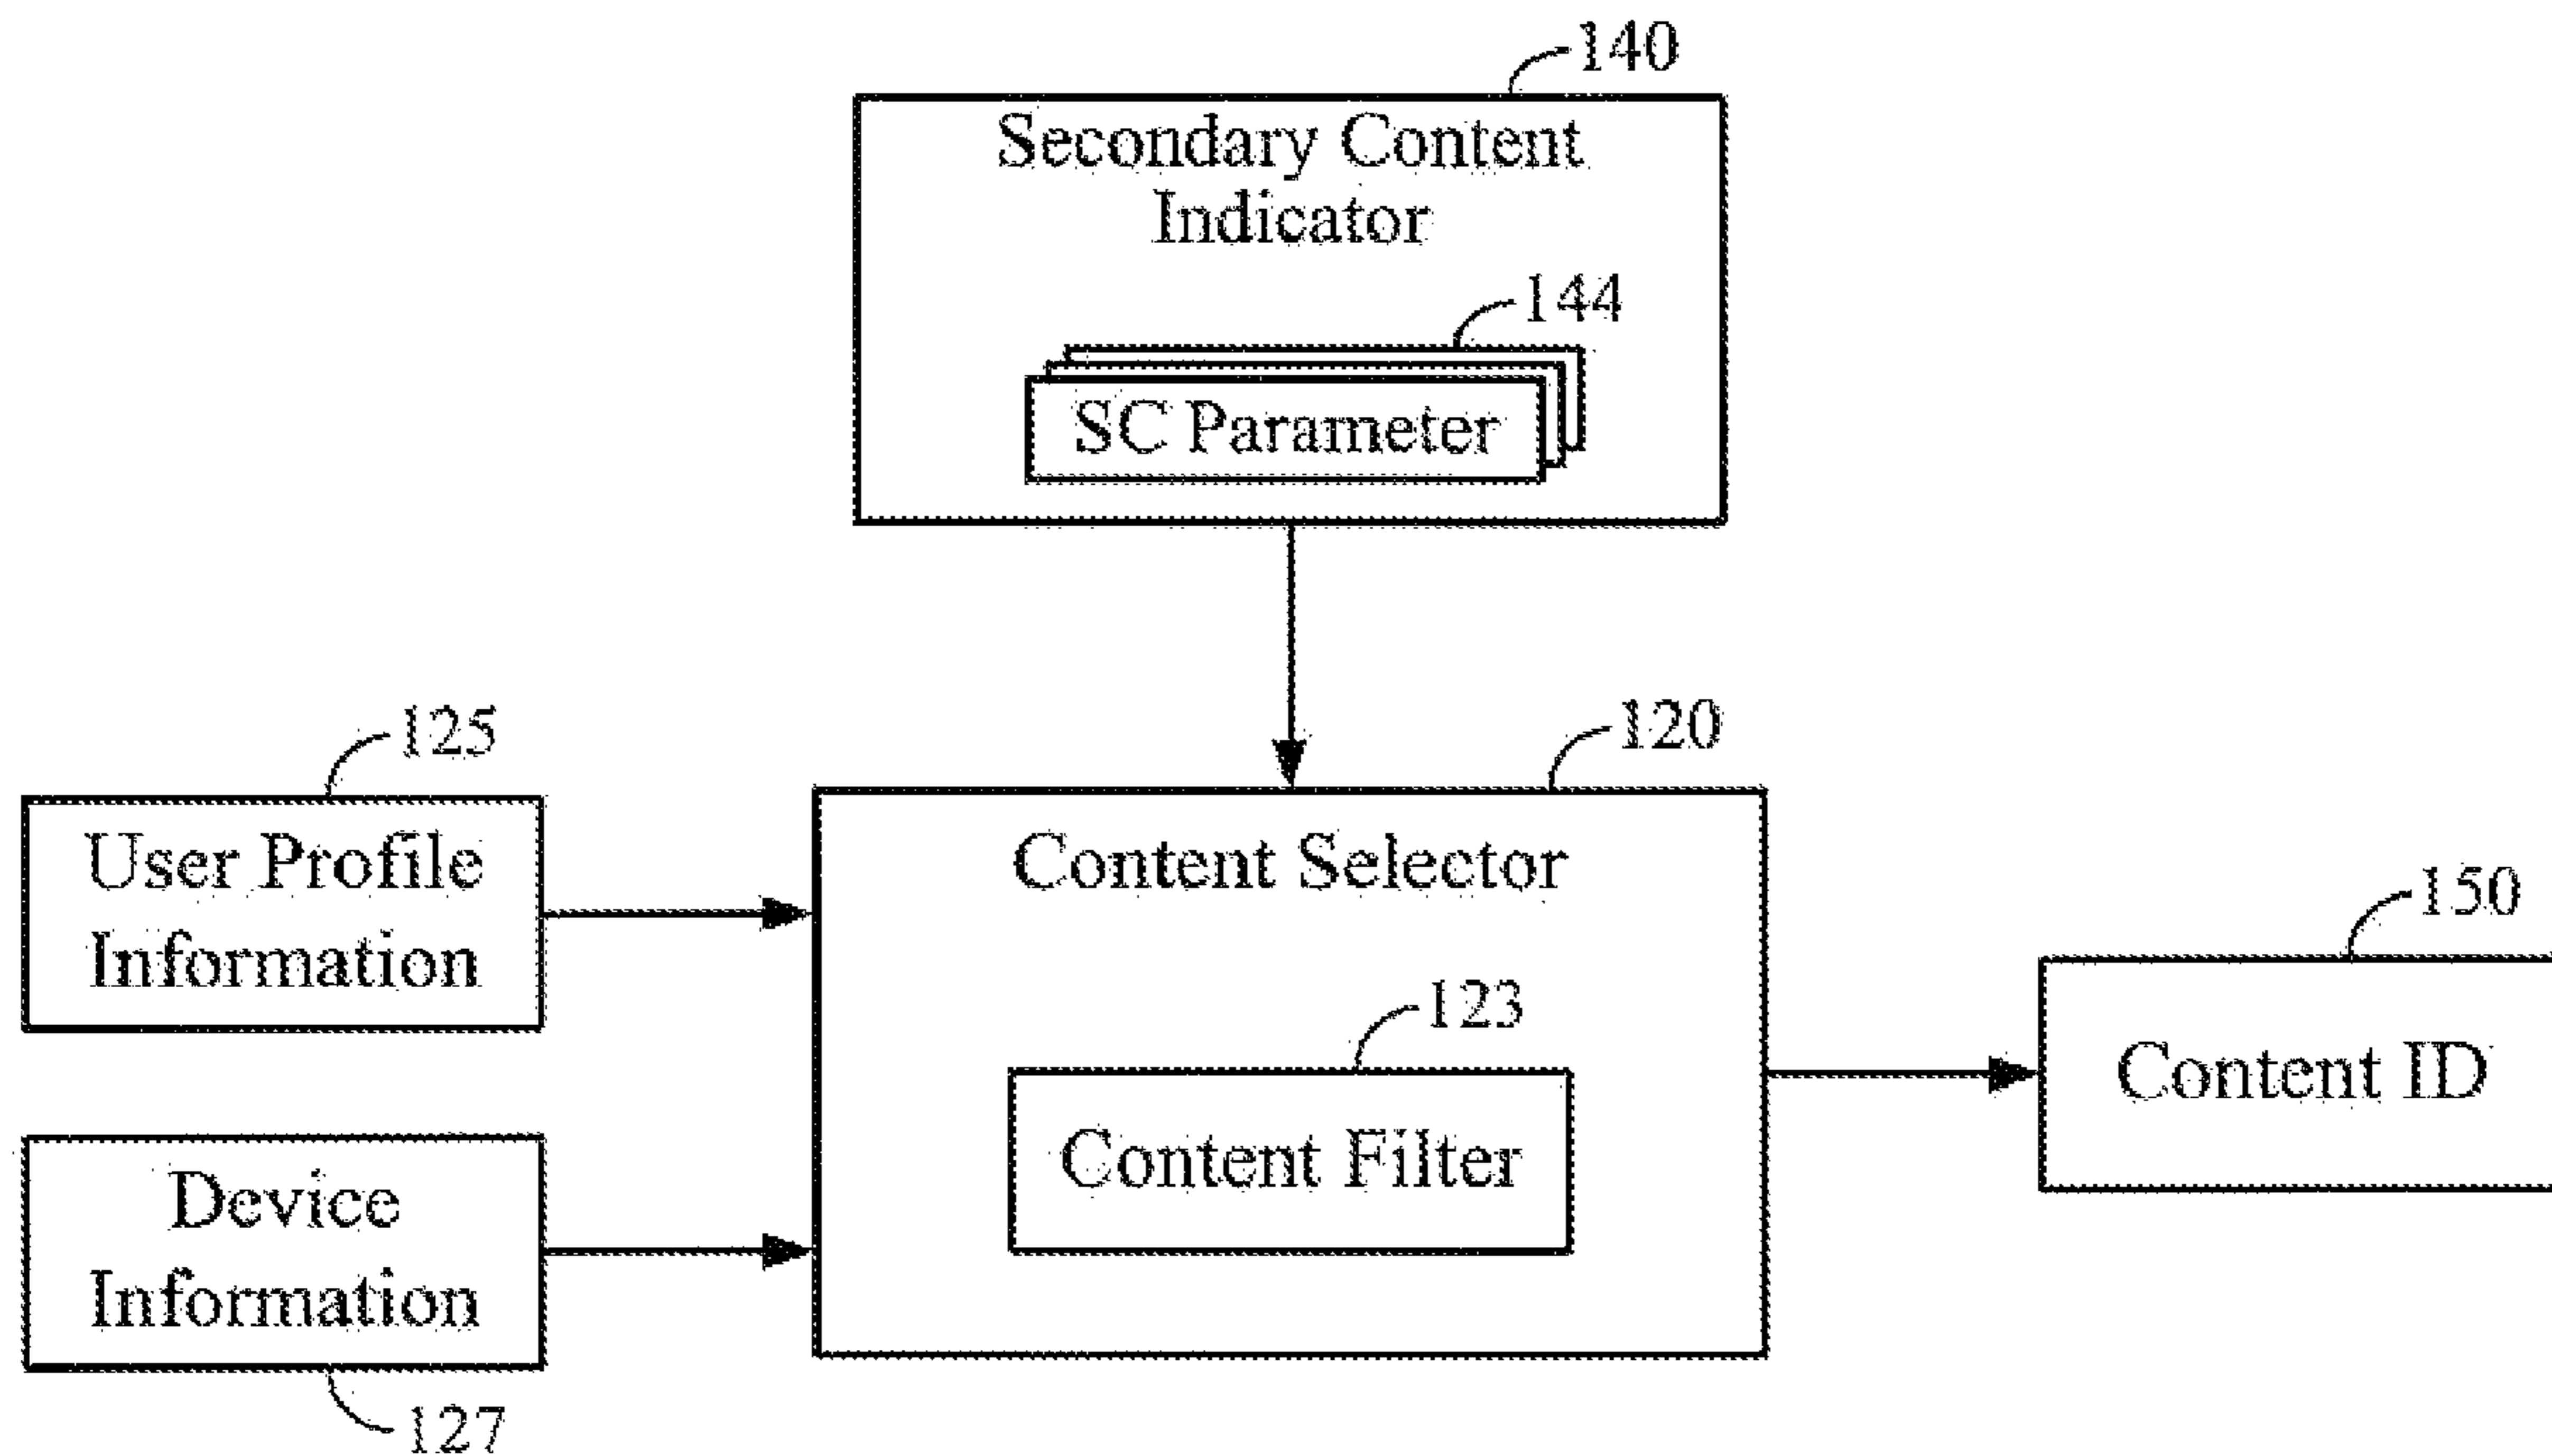 140
Secondary Content
Indicator
144
SC Parameter
125
120
User Profile
Information
Content Selector
150
123
Content ID
Content Filter
Device
Information
127